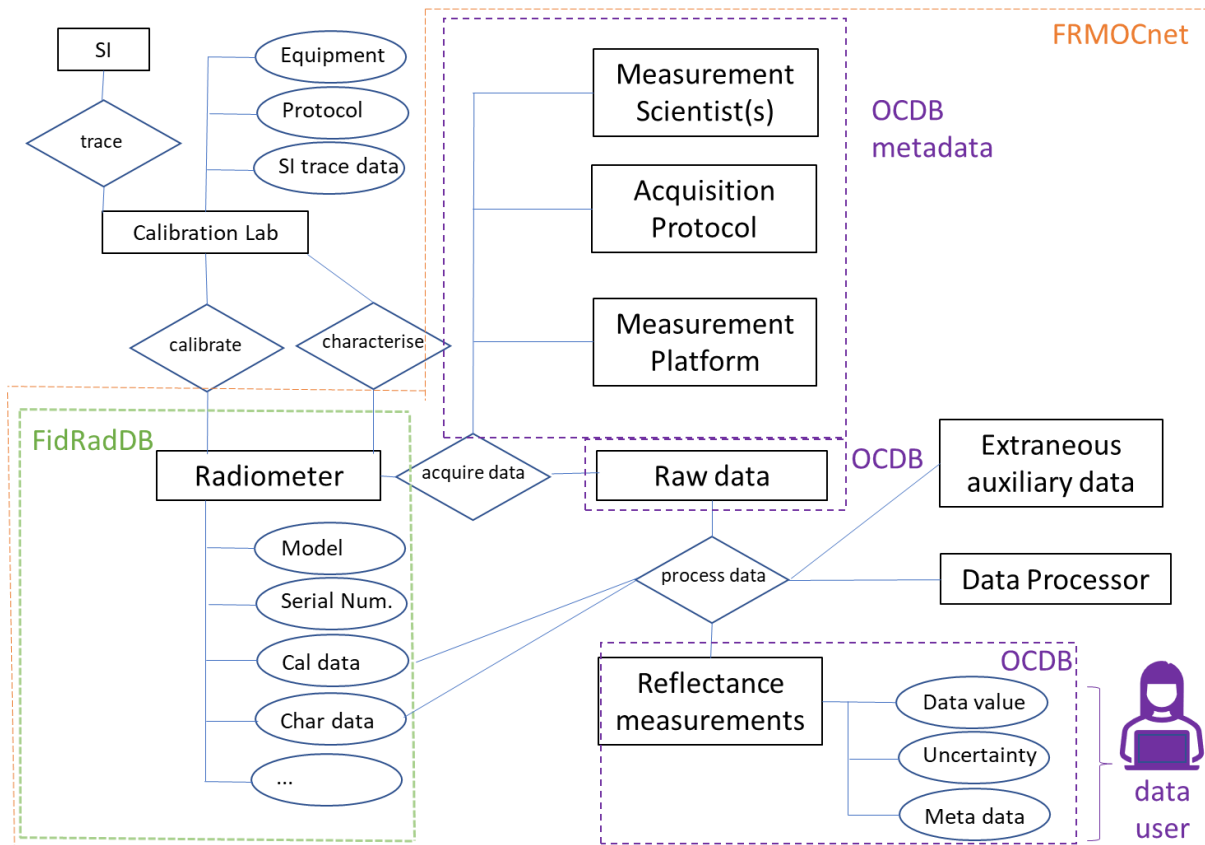 SI
Equipment
FRMOCnet
Measurement
Scientist(s)
OCDB
metadata
Protocol
trace
SI trace data
Acquisition
Protocol
Calibration Lab
Measurement
Platform
calibrate
characterise
FidRadDB
Radiometer
acquire data
Raw data
OCDB
Extraneous
auxiliary data
Model
process data
Data Processor
Serial Num.
Cal data
Char data
...
Reflectance
measurements
OCDB
Data value
Uncertainty
Meta data
data
user